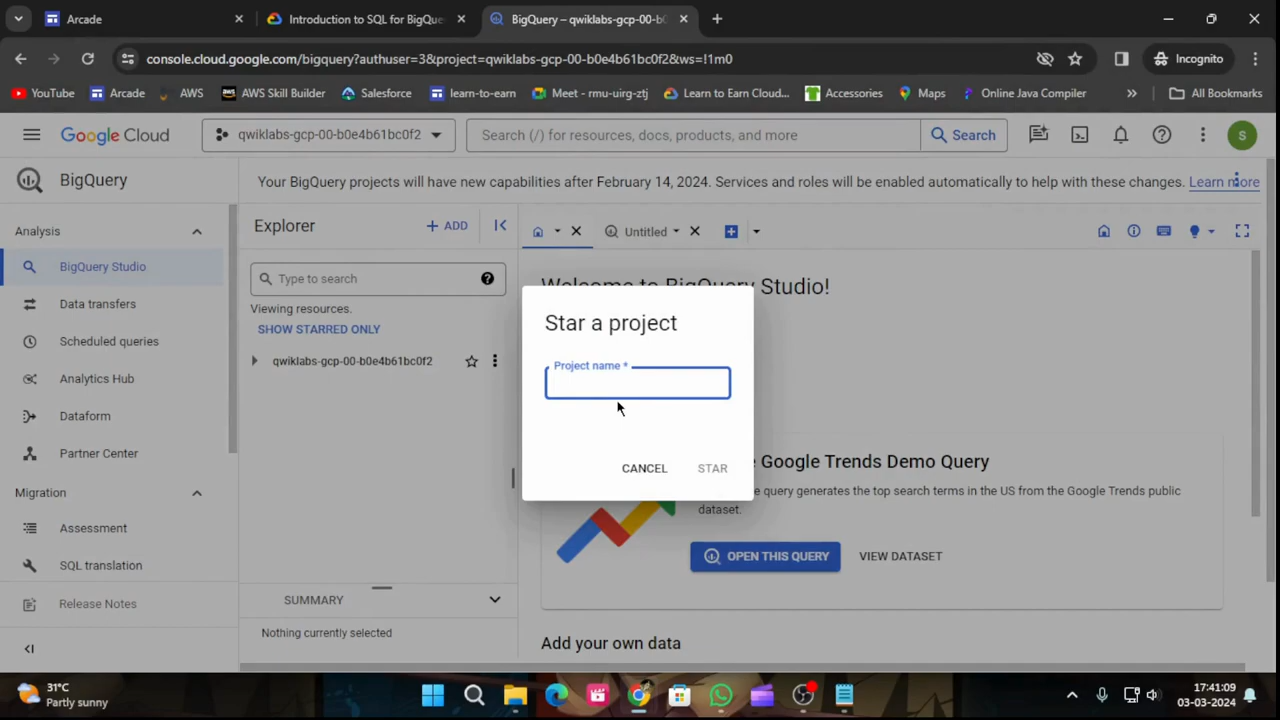 Arcade
Introduction to SQL for BigQue
BigQuery – qwiklabs-gcp-00-b0
console.cloud.google.com/bigquery?authuser=3&project=qwiklabs-gcp-00-b0e4b61bc0f2&ws=!1m0
Incognito
YouTube
Arcade
AWS
AWS Skill Builder
Salesforce
learn-to-earn
Meet - rmu-uirg-ztj
Learn to Earn Cloud...
Accessories
Maps
Online Java Compiler
All Bookmarks
Google Cloud
qwiklabs-gcp-00-b0e4b61bc0f2
Search (/) for resources, docs, products, and more
Search
S
BigQuery
Your BigQuery projects will have new capabilities after February 14, 2024. Services and roles will be enabled automatically to help with these changes. Learn more
Analysis
BigQuery Studio
Data transfers
Scheduled queries
Analytics Hub
Dataform
Partner Center
Migration
Assessment
SQL translation
Release Notes
Explorer
+ ADD
Type to search
Viewing resources.
SHOW STARRED ONLY
qwiklabs-gcp-00-b0e4b61bc0f2
SUMMARY
Nothing currently selected
Untitled
Welcome to BigQuery Studio!
Star a project
Project name *
CANCEL
STAR
Google Trends Demo Query
query generates the top search terms in the US from the Google Trends public
dataset.
OPEN THIS QUERY
VIEW DATASET
Add your own data
31°C
Partly sunny
17:41:09
03-03-2024